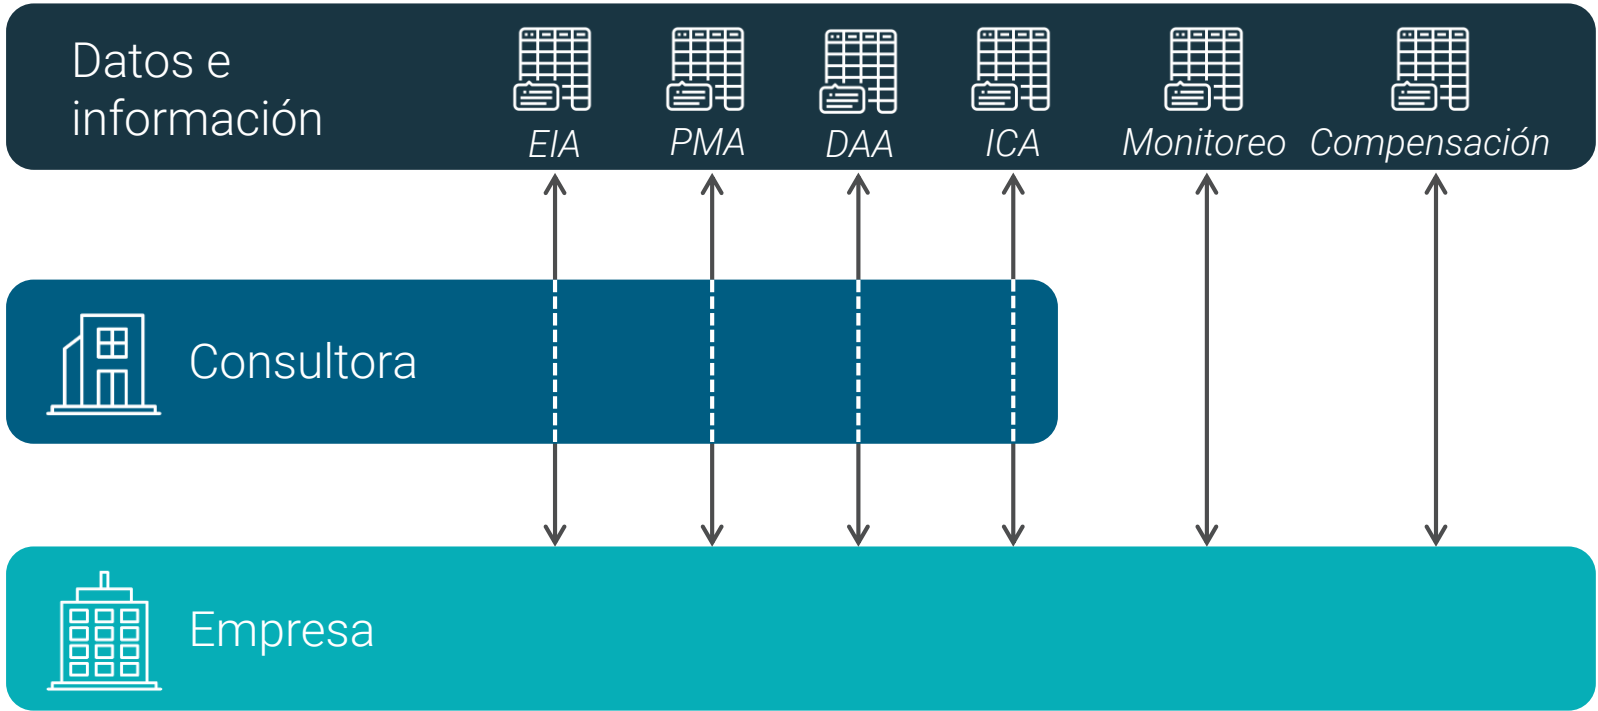 Datos e
información
EIA
PMA
DAA
ICA
Monitoreo
Compensación
Consultora
Empresa